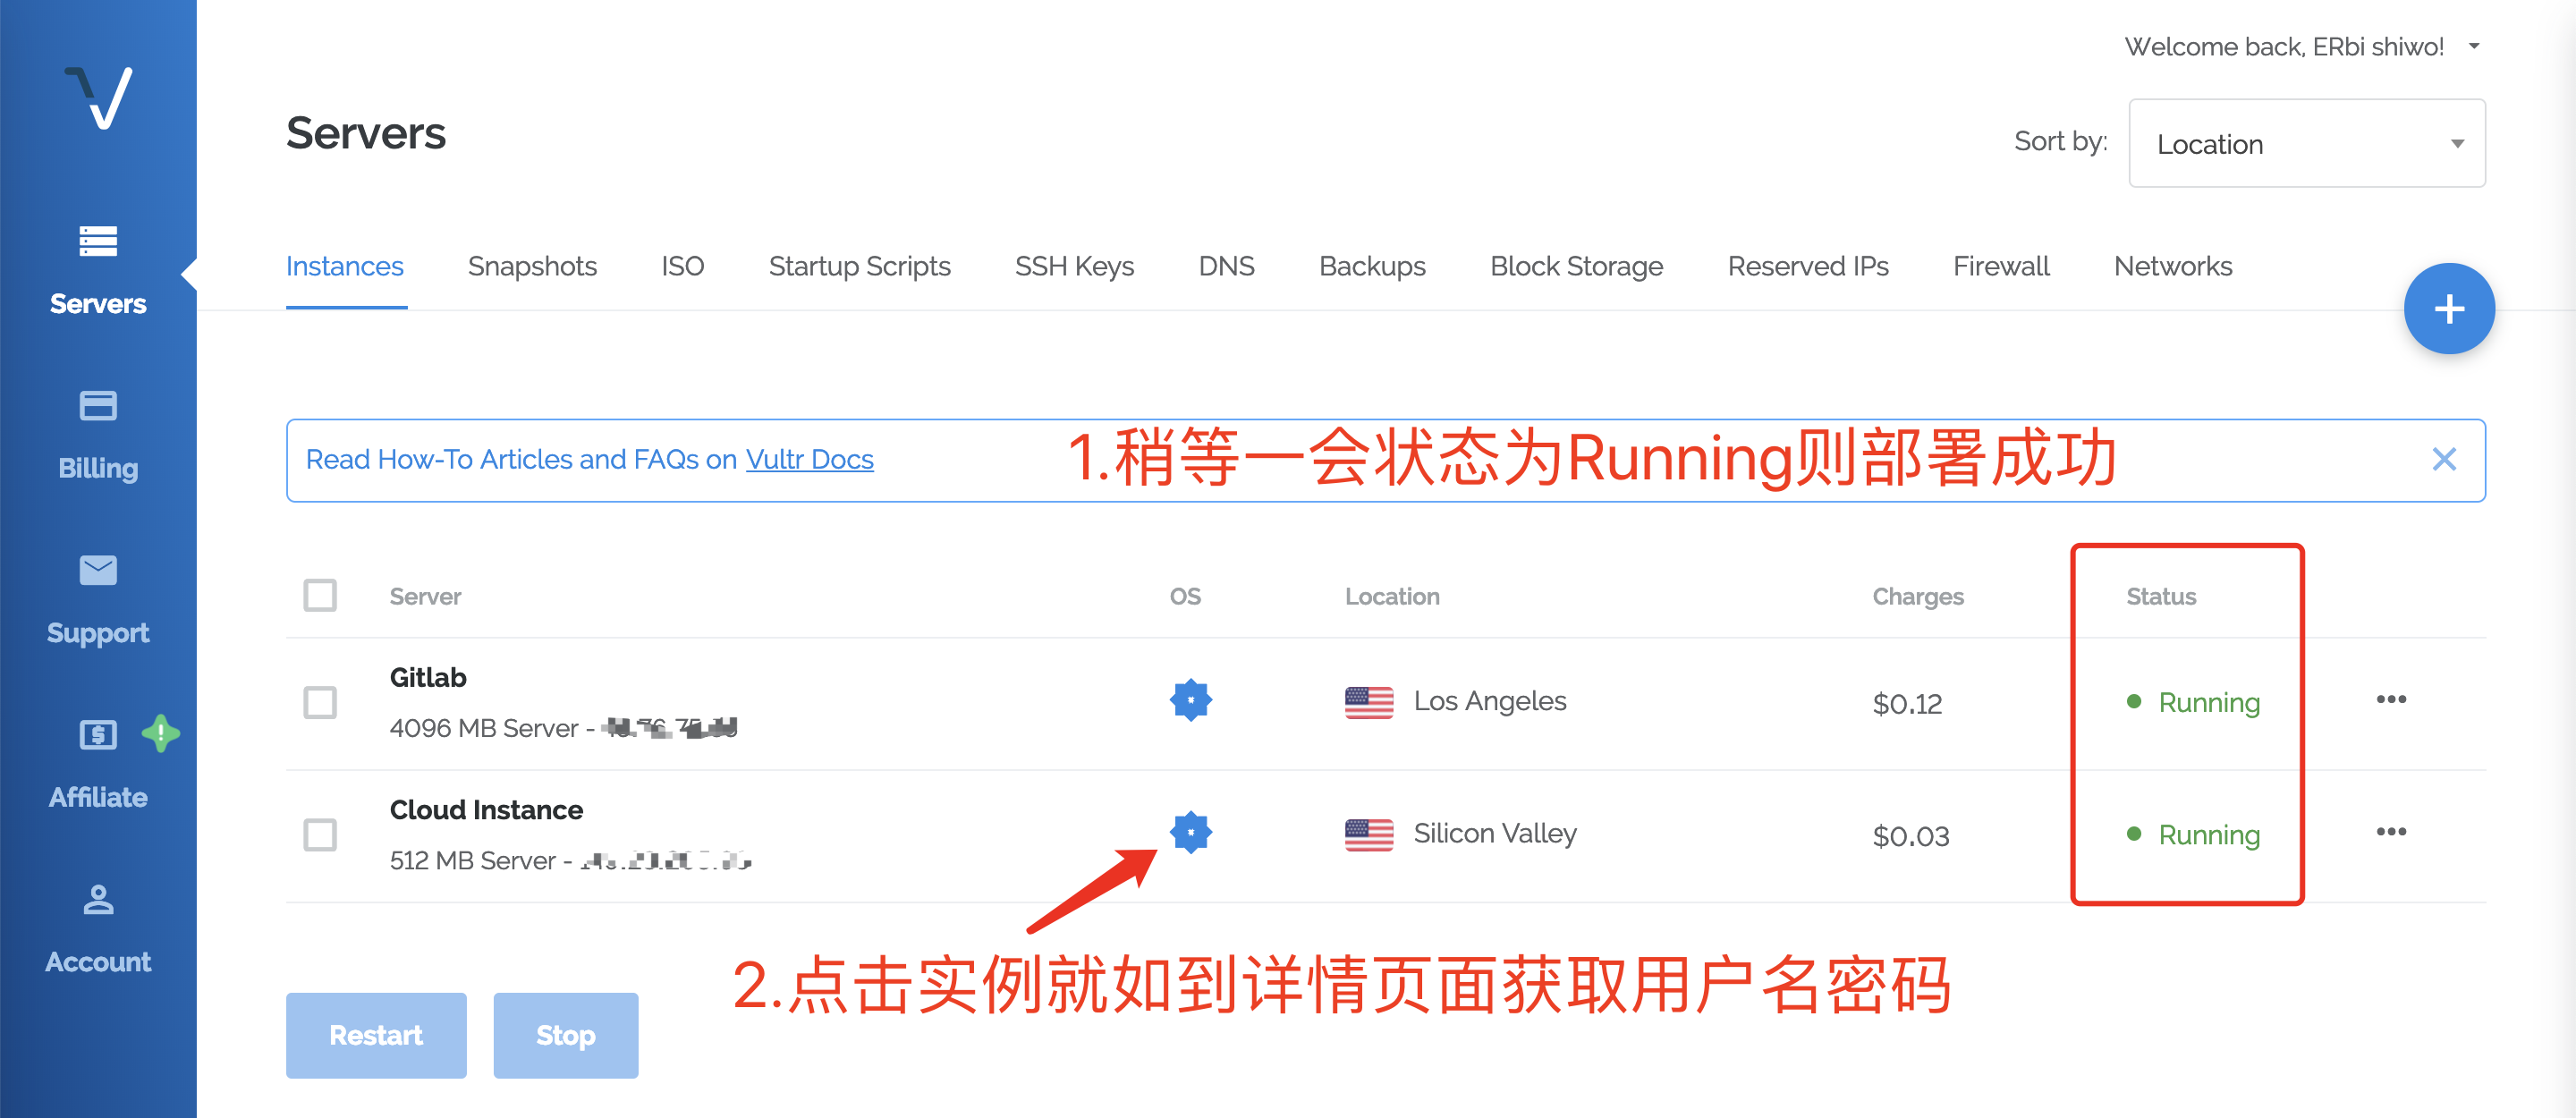 Welcome back, ERbi shiwo!
Servers
Sort by:
Location
Instances
Snapshots
ISO
Startup Scripts
SSH Keys
DNS
Backups
Block Storage
Reserved IPs
Firewall
Networks
Servers
Billing
Support
Affiliate
Account
Read How-To Articles and FAQs on Vultr Docs
1.稍等一会状态为Running则部署成功
Server
OS
Location
Charges
Status
Gitlab
4096 MB Server -
Los Angeles
$0.12
Running
Cloud Instance
512 MB Server -
Silicon Valley
$0.03
Running
2.点击实例就如到详情页面获取用户名密码
Restart
Stop